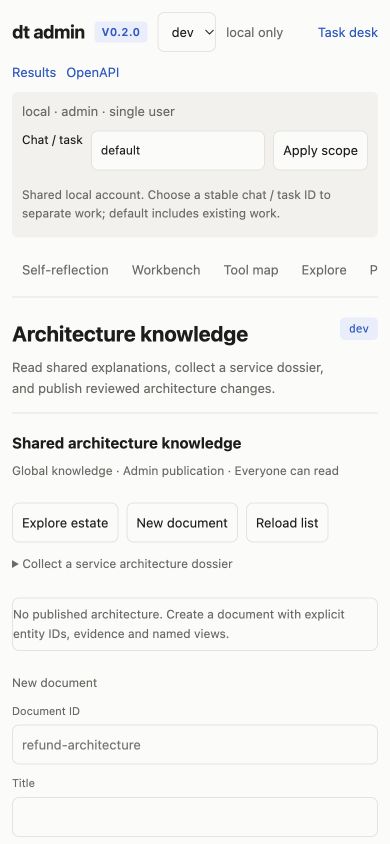 dt admin V0.2.0 dev local only Task desk
Results OpenAPI
local · admin · single user
Chat / task default Apply scope
Shared local account. Choose a stable chat / task ID to
separate work; default includes existing work.
Self-reflection Workbench Tool map Explore P
Architecture knowledge dev
Read shared explanations, collect a service dossier,
and publish reviewed architecture changes.
Shared architecture knowledge
Global knowledge · Admin publication · Everyone can read
Explore estate New document Reload list
Collect a service architecture dossier
No published architecture. Create a document with explicit
entity IDs, evidence and named views.
New document
Document ID
refund-architecture
Title